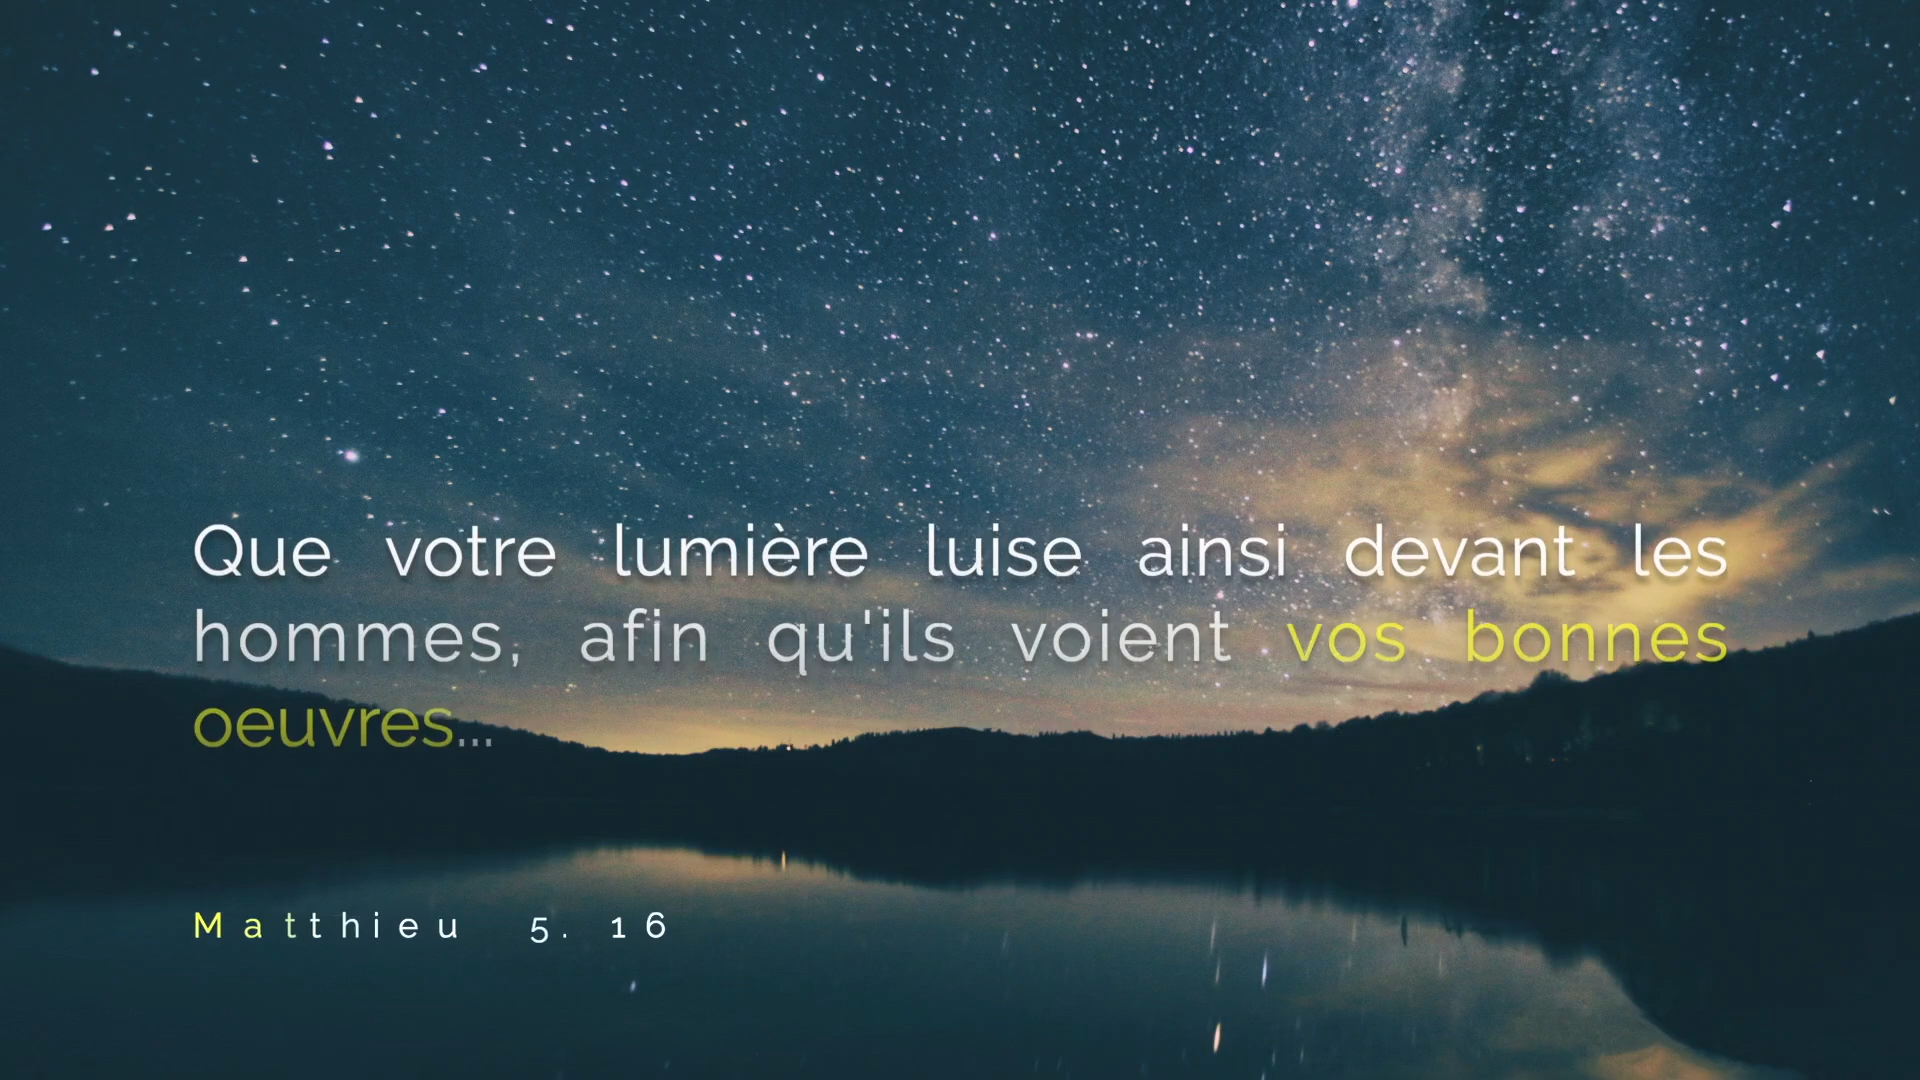 Que votre lumière luise ainsi devant les
hommes, afin qu'ils voient vos bonnes
oeuvres...
Matthieu 5. 16